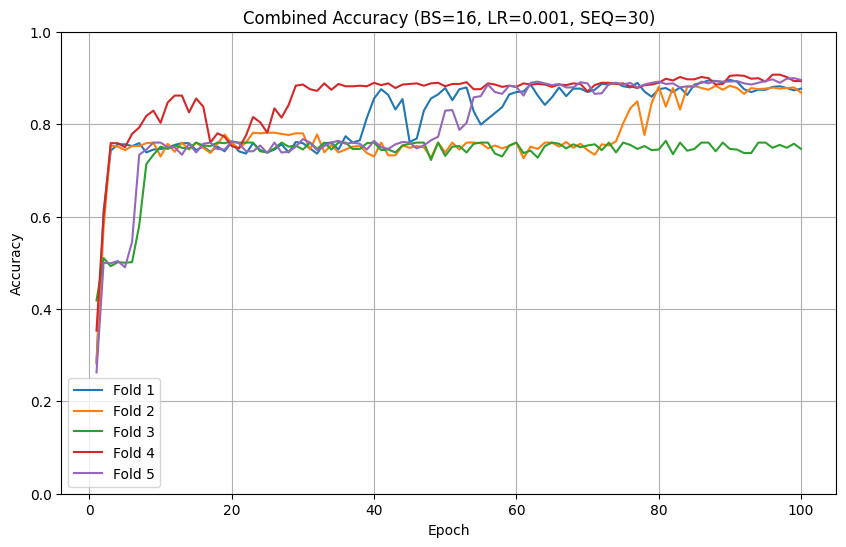 Combined Accuracy (BS=16, LR=0.001, SEQ=30)
1.0
0.8
0.6
0.4
0.2
0.0
Accuracy
Fold 1
Fold 2
Fold 3
Fold 4
Fold 5
0 20 40 60 80 100
Epoch